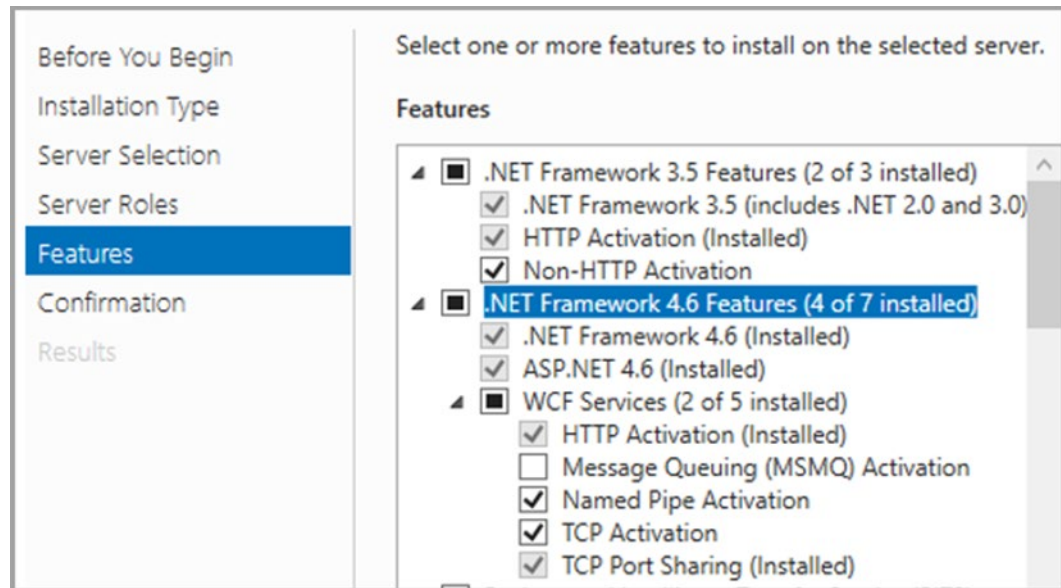 Before You Begin
Installation Type
Server Selection
Server Roles
Features
Confirmation
Results
Select one or more features to install on the selected server.
Features
.NET Framework 3.5 Features (2 of 3 installed)
.NET Framework 3.5 (includes .NET 2.0 and 3.0)
HTTP Activation (Installed)
Non-HTTP Activation
.NET Framework 4.6 Features (4 of 7 installed)
.NET Framework 4.6 (Installed)
ASP.NET 4.6 (Installed)
WCF Services (2 of 5 installed)
HTTP Activation (Installed)
Message Queuing (MSMQ) Activation
Named Pipe Activation
TCP Activation
TCP Port Sharing (Installed)